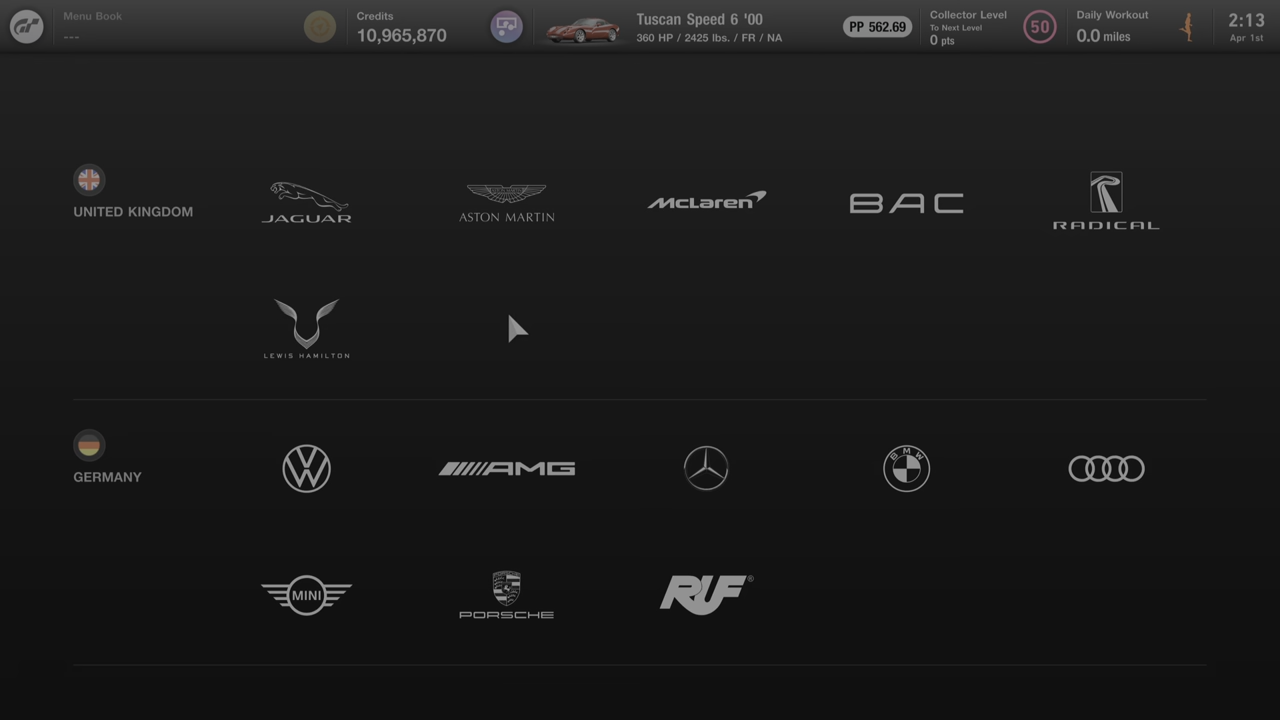 Menu Book
---
Credits
10,965,870
Tuscan Speed 6 '00
360 HP / 2425 lbs. / FR / NA
PP 562.69
Collector Level
To Next Level
0 pts
50
Daily Workout
0.0 miles
2:13
Apr 1st
UNITED KINGDOM
JAGUAR
ASTON MARTIN
McLaren
BAC
RADICAL
LEWIS HAMILTON
GERMANY
AMG
BMW
MINI
PORSCHE
RUF®